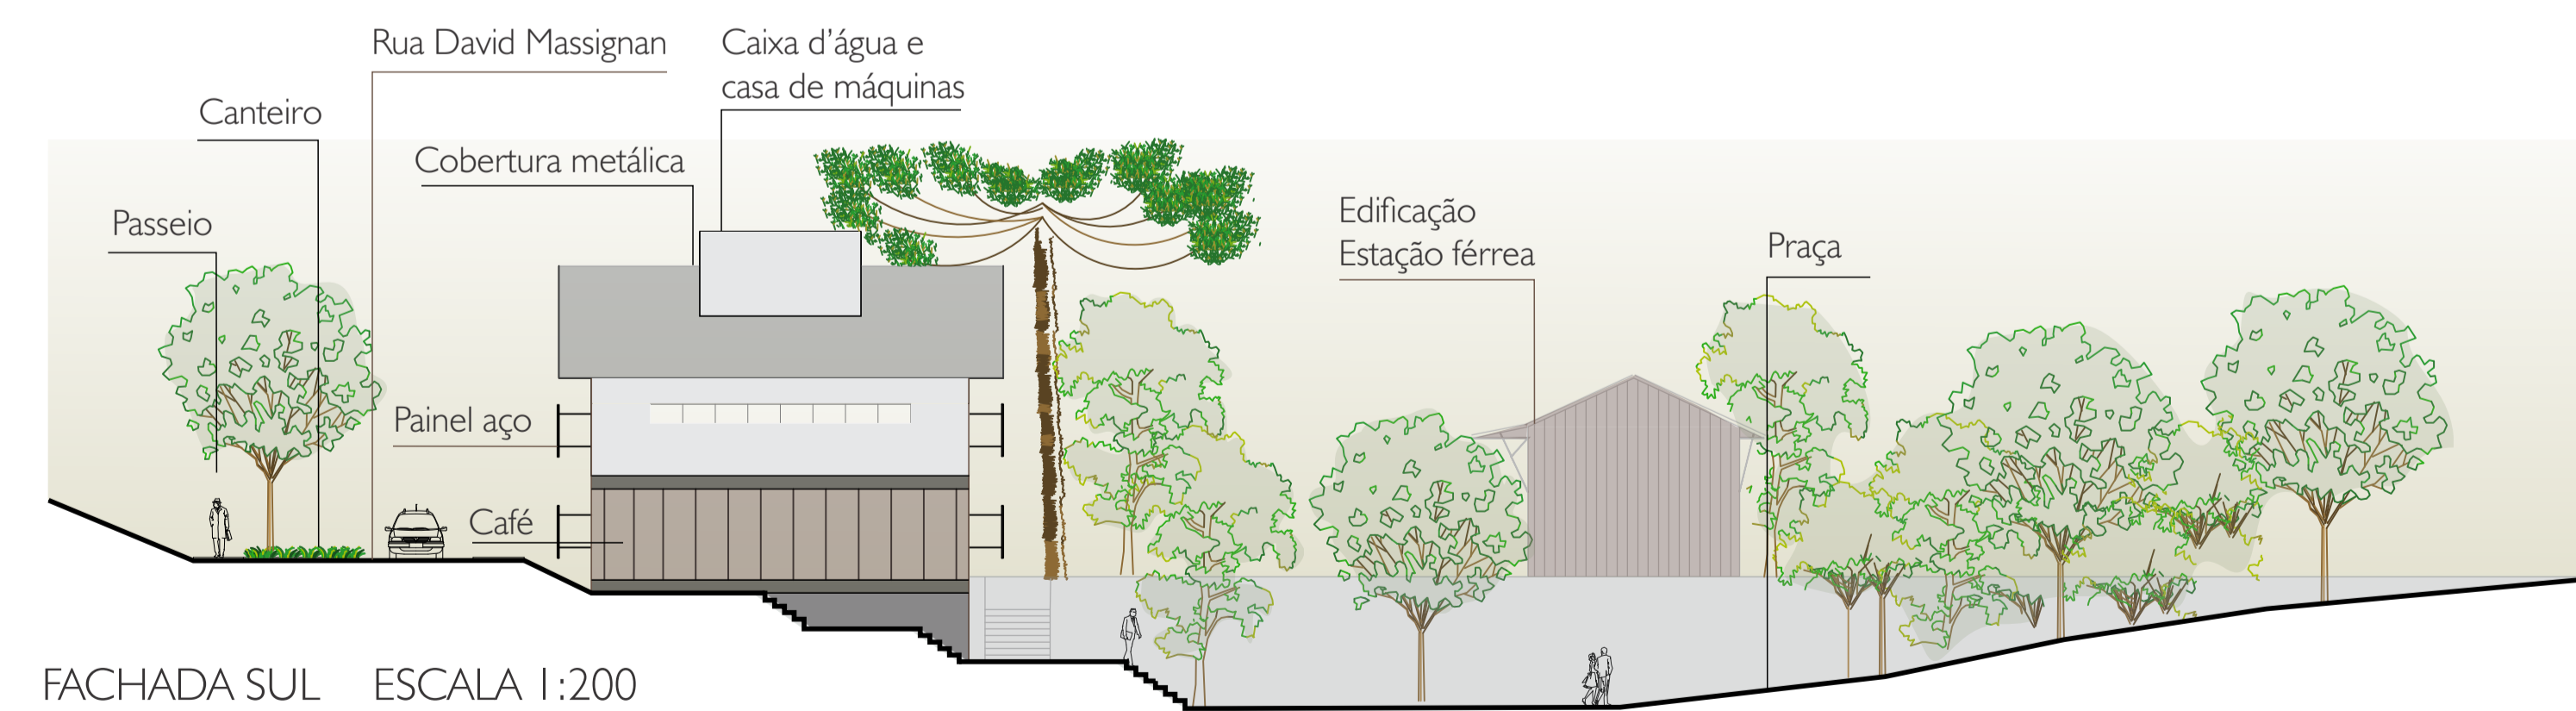 Rua David Massignan
Caixa d'água e
casa de máquinas
Canteiro
Cobertura metálica
Passeio
Edificação
Estação férrea
Praça
Painel aço
Café
FACHADA SUL ESCALA 1:200